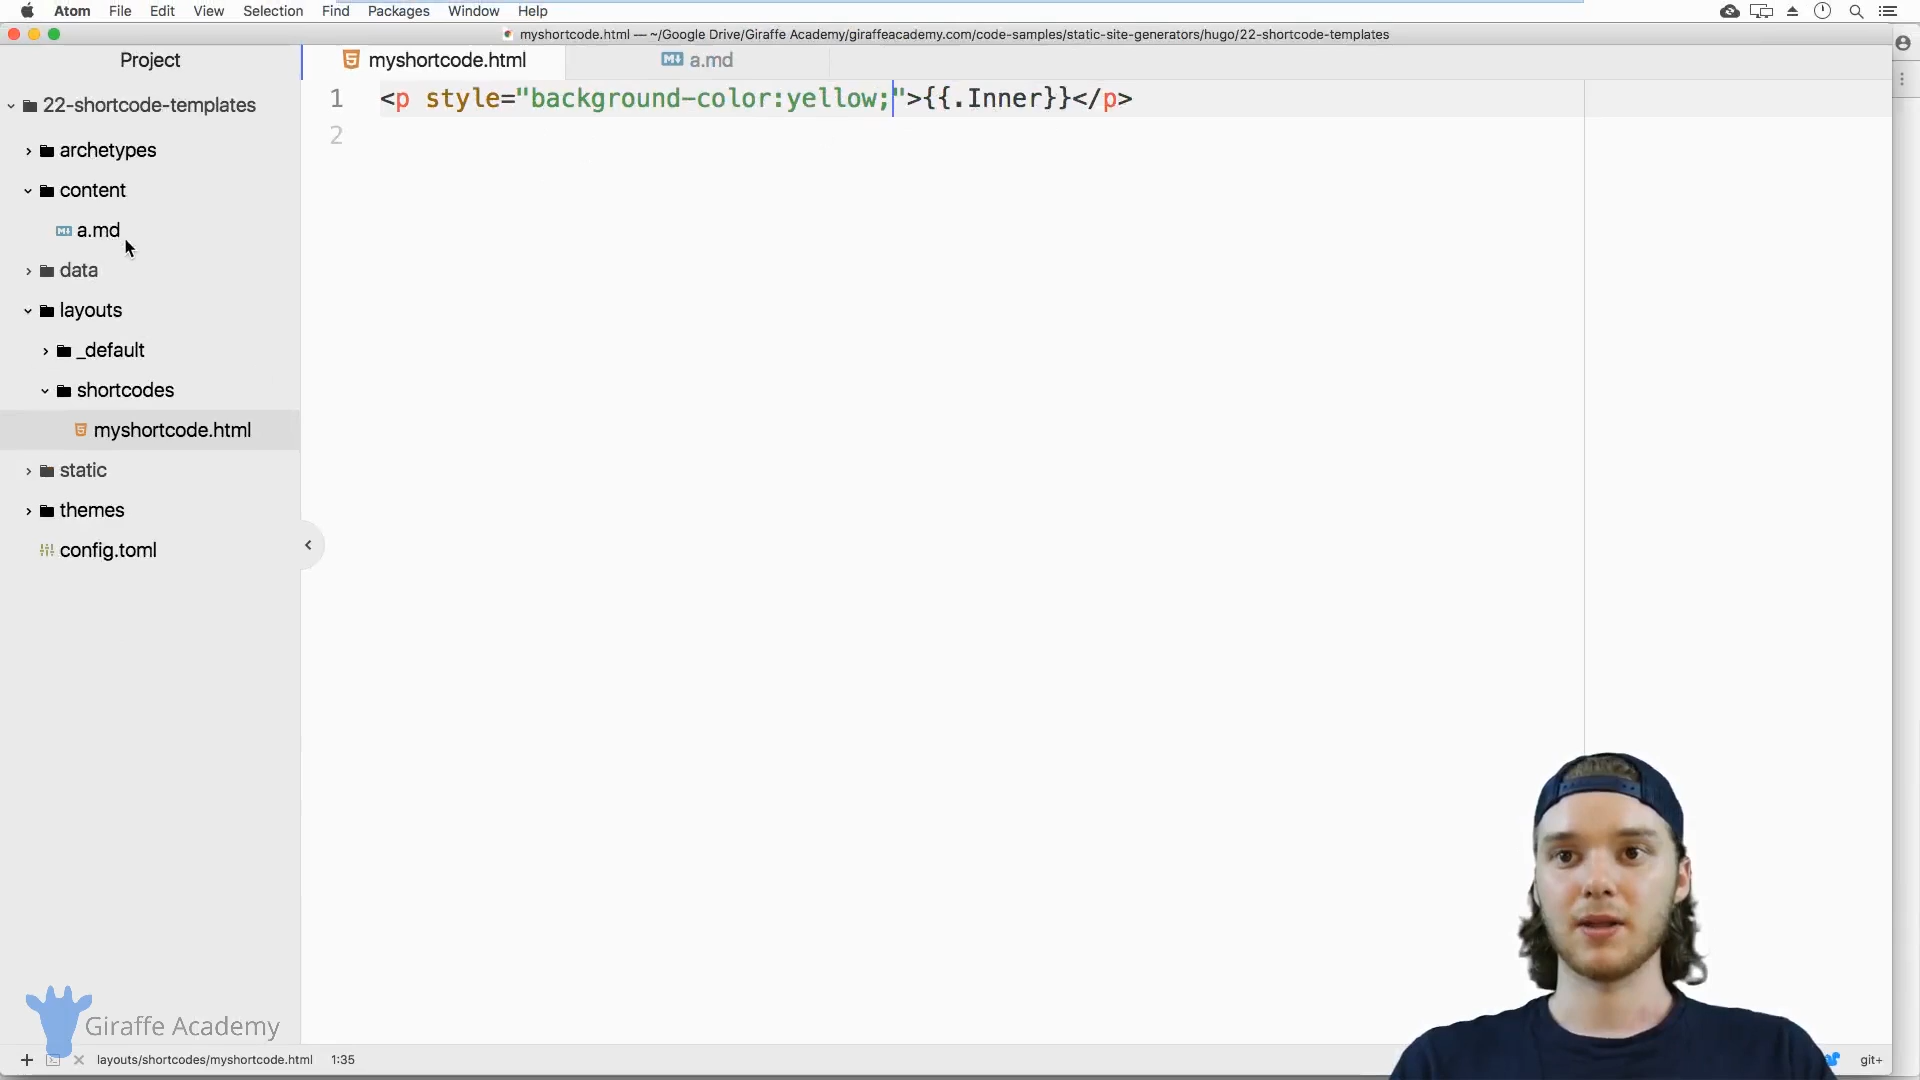 Atom File Edit View Selection Find Packages Window Help
myshortcode.html — ~/Google Drive/Giraffe Academy/giraffeacademy.com/code-samples/static-site-generators/hugo/22-shortcode-templates
Project
myshortcode.html
a.md
22-shortcode-templates
archetypes
content
a.md
data
layouts
_default
shortcodes
myshortcode.html
static
themes
config.toml
1 <p style="background-color:yellow;">{{.Inner}}</p>
2
Giraffe Academy
layouts/shortcodes/myshortcode.html 1:35
git+